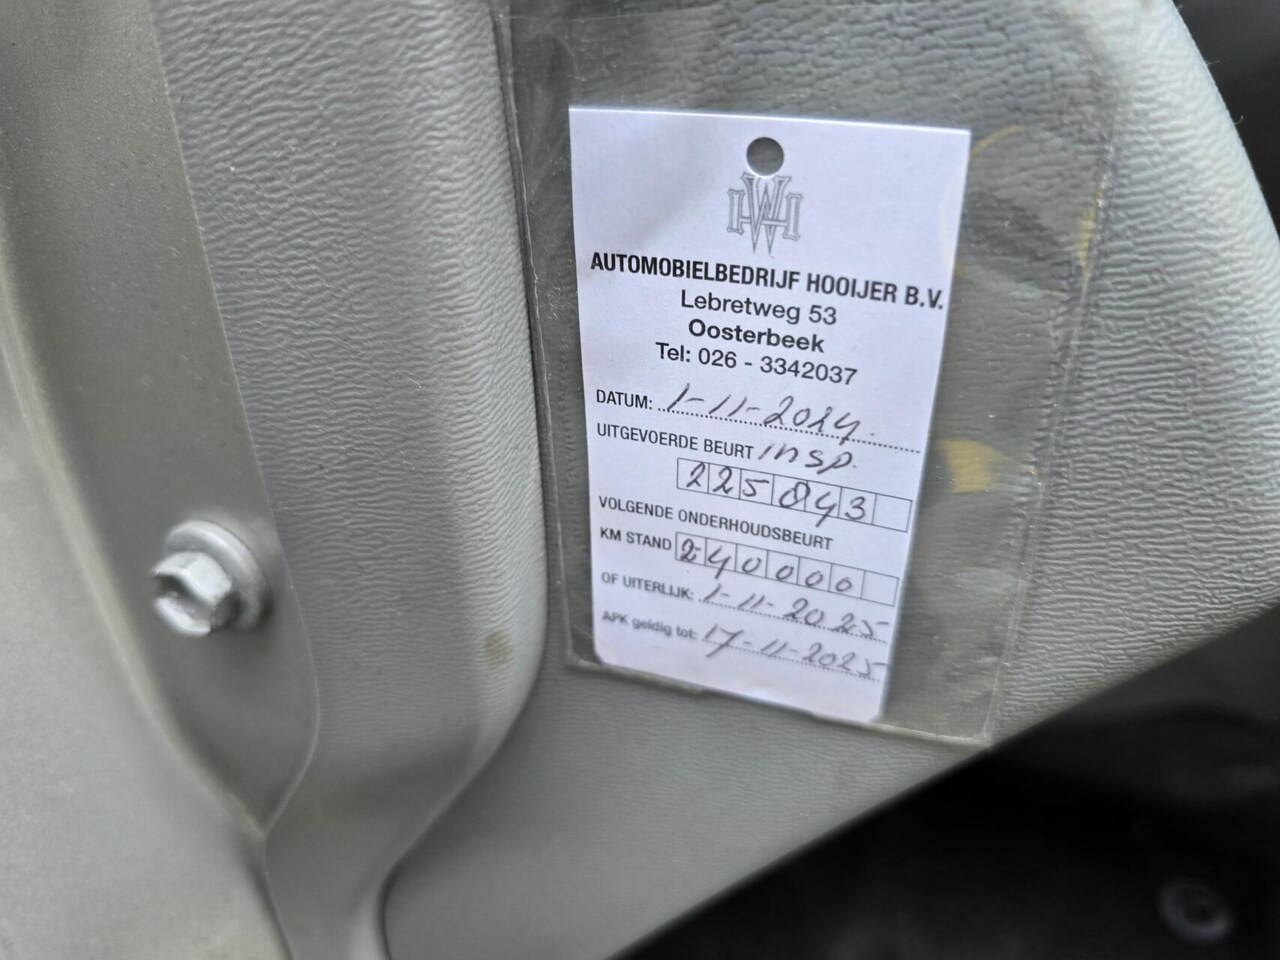 HWH
AUTOMOBIELBEDRIJF HOOIJER B.V.
Lebretweg 53
Oosterbeek
Tel: 026 - 3342037
DATUM: 1-11-2024
UITGEVOERDE BEURT insp.
225843
VOLGENDE ONDERHOUDSBEURT
KM STAND 240000
OF UITERLIJK: 1-11-2025
APK geldig tot: 17-11-2025